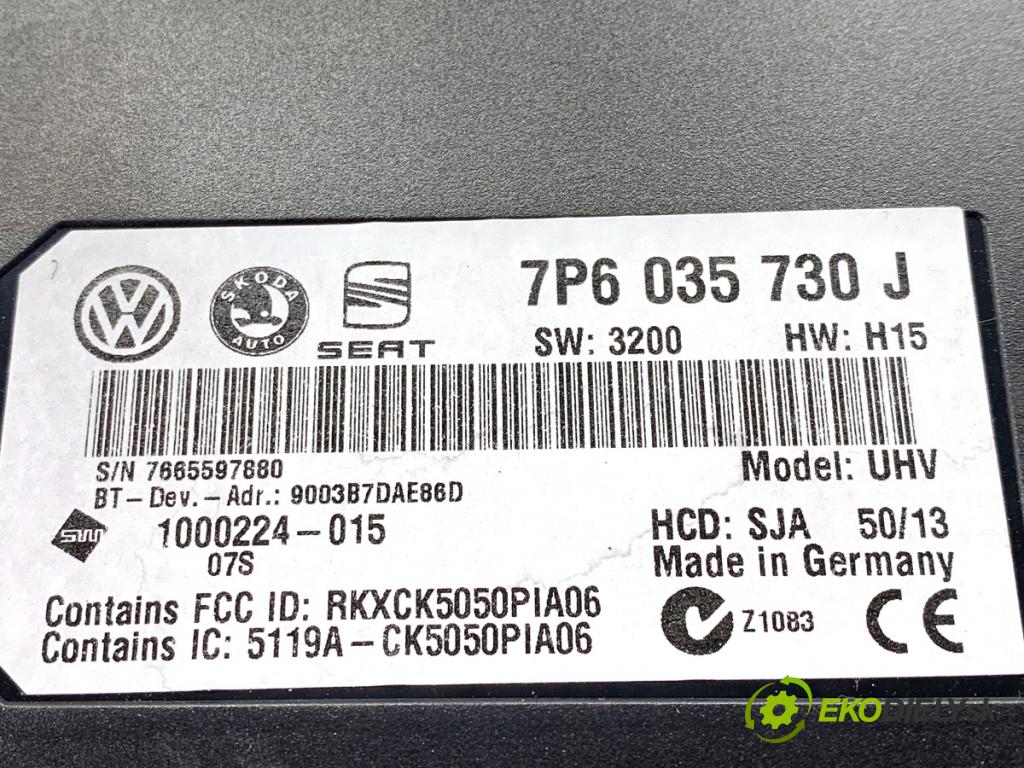 SKODA
AUTO
SEAT
7P6 035 730 J
SW: 3200 HW: H15
S/N 7665597880
Model: UHV
BT-Dev.-Adr.: 9003B7DAE86D
SW
1000224-015
07S
HCD: SJA 50/13
Made in Germany
Contains FCC ID: RKXCK5050PIA06
Contains IC: 5119A-CK5050PIA06
Z1083
CE
EKODIELY.SK